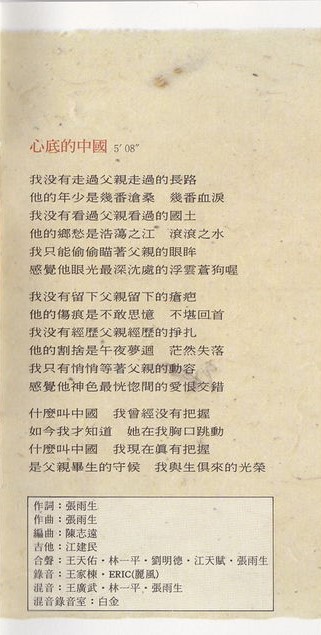 心底的中國 5'08"
我没有走過父親走過的長路
他的年少是幾番滄桑　幾番血淚
我没有看過父親看過的國土
他的鄉愁是浩蕩之江　滾滾之水
我只能偷偷瞄著父親的眼眸
感覺他眼光最深沈處的浮雲蒼狗喔
我没有留下父親留下的瘡疤
他的傷痕是不敢思憶　不堪回首
我没有經歷父親經歷的掙扎
他的割捨是午夜夢迴　茫然失落
我只有悄悄等著父親的動容
感覺他神色最恍惚間的愛恨交錯
什麼叫中國　我曾經没有把握
如今我才知道　她在我胸口跳動
什麼叫中國　我現在眞有把握
是父親畢生的守候　我與生俱來的光榮
作詞：張雨生
作曲：張雨生
編曲：陳志遠
吉他：江建民
合聲：王天佑・林一平・劉明德・江天賦・張雨生
錄音：王家棟・ERIC(麗風)
混音：王廣武・林一平・張雨生
混音錄音室：白金